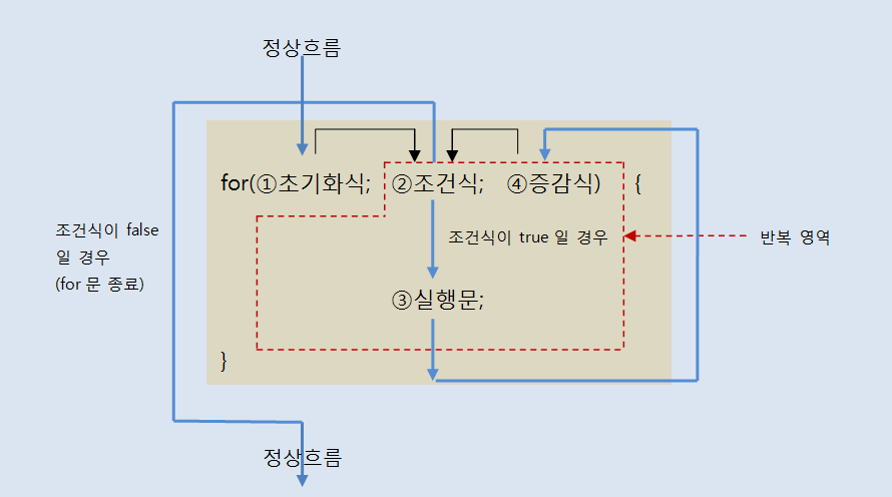 정상흐름
for(①초기화식; ②조건식; ④증감식) {
조건식이 false
일 경우
(for 문 종료)
조건식이 true 일 경우
반복 영역
③실행문;
}
정상흐름